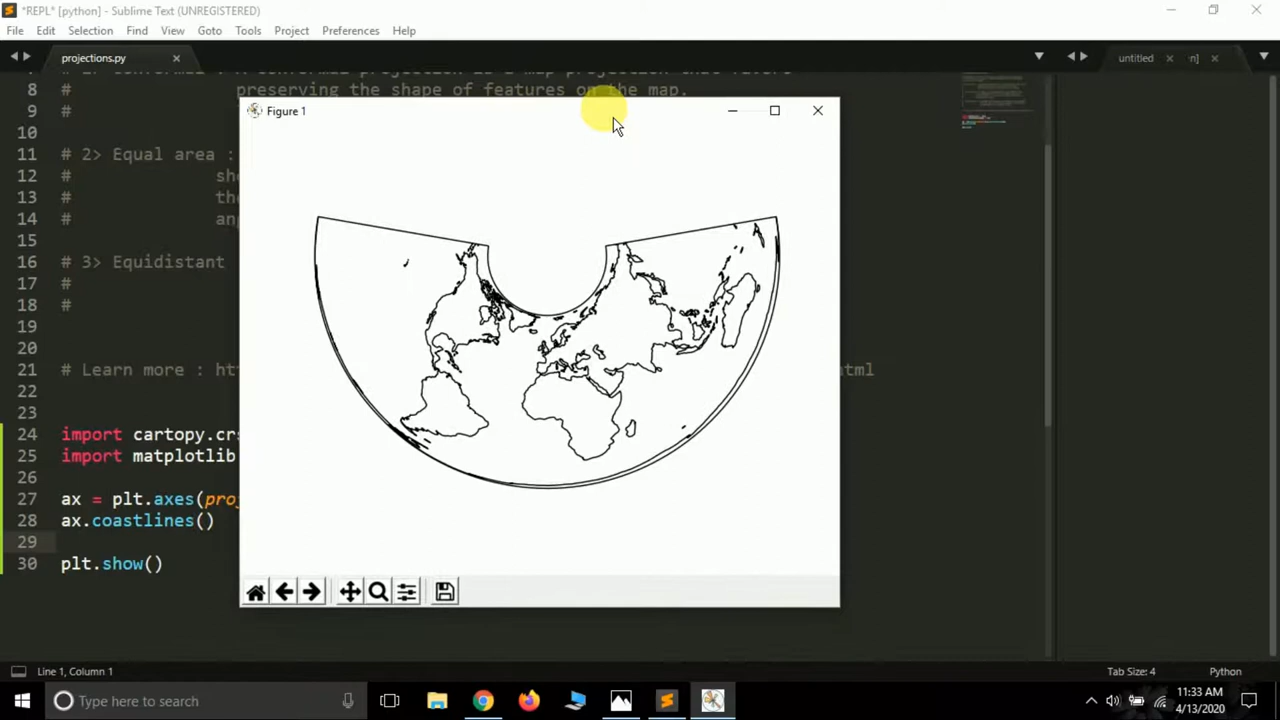 *REPL* [python] - Sublime Text (UNREGISTERED)
File Edit Selection Find View Goto Tools Project Preferences Help
projections.py
untitled
n]
8 # preserving the shape of features on the map.
9 #
10
11 # 2> Equal area :
12 #
13 #
14 #
15
16 # 3> Equidistant
17 #
18 #
19
20
21 # Learn more :
22
23
24 import cartopy.
25 import matplotlib
26
27 ax = plt.axes(
28 ax.coastlines()
29
30 plt.show()
Figure 1
Line 1, Column 1
Tab Size: 4
Python
Type here to search
11:33 AM
4/13/2020